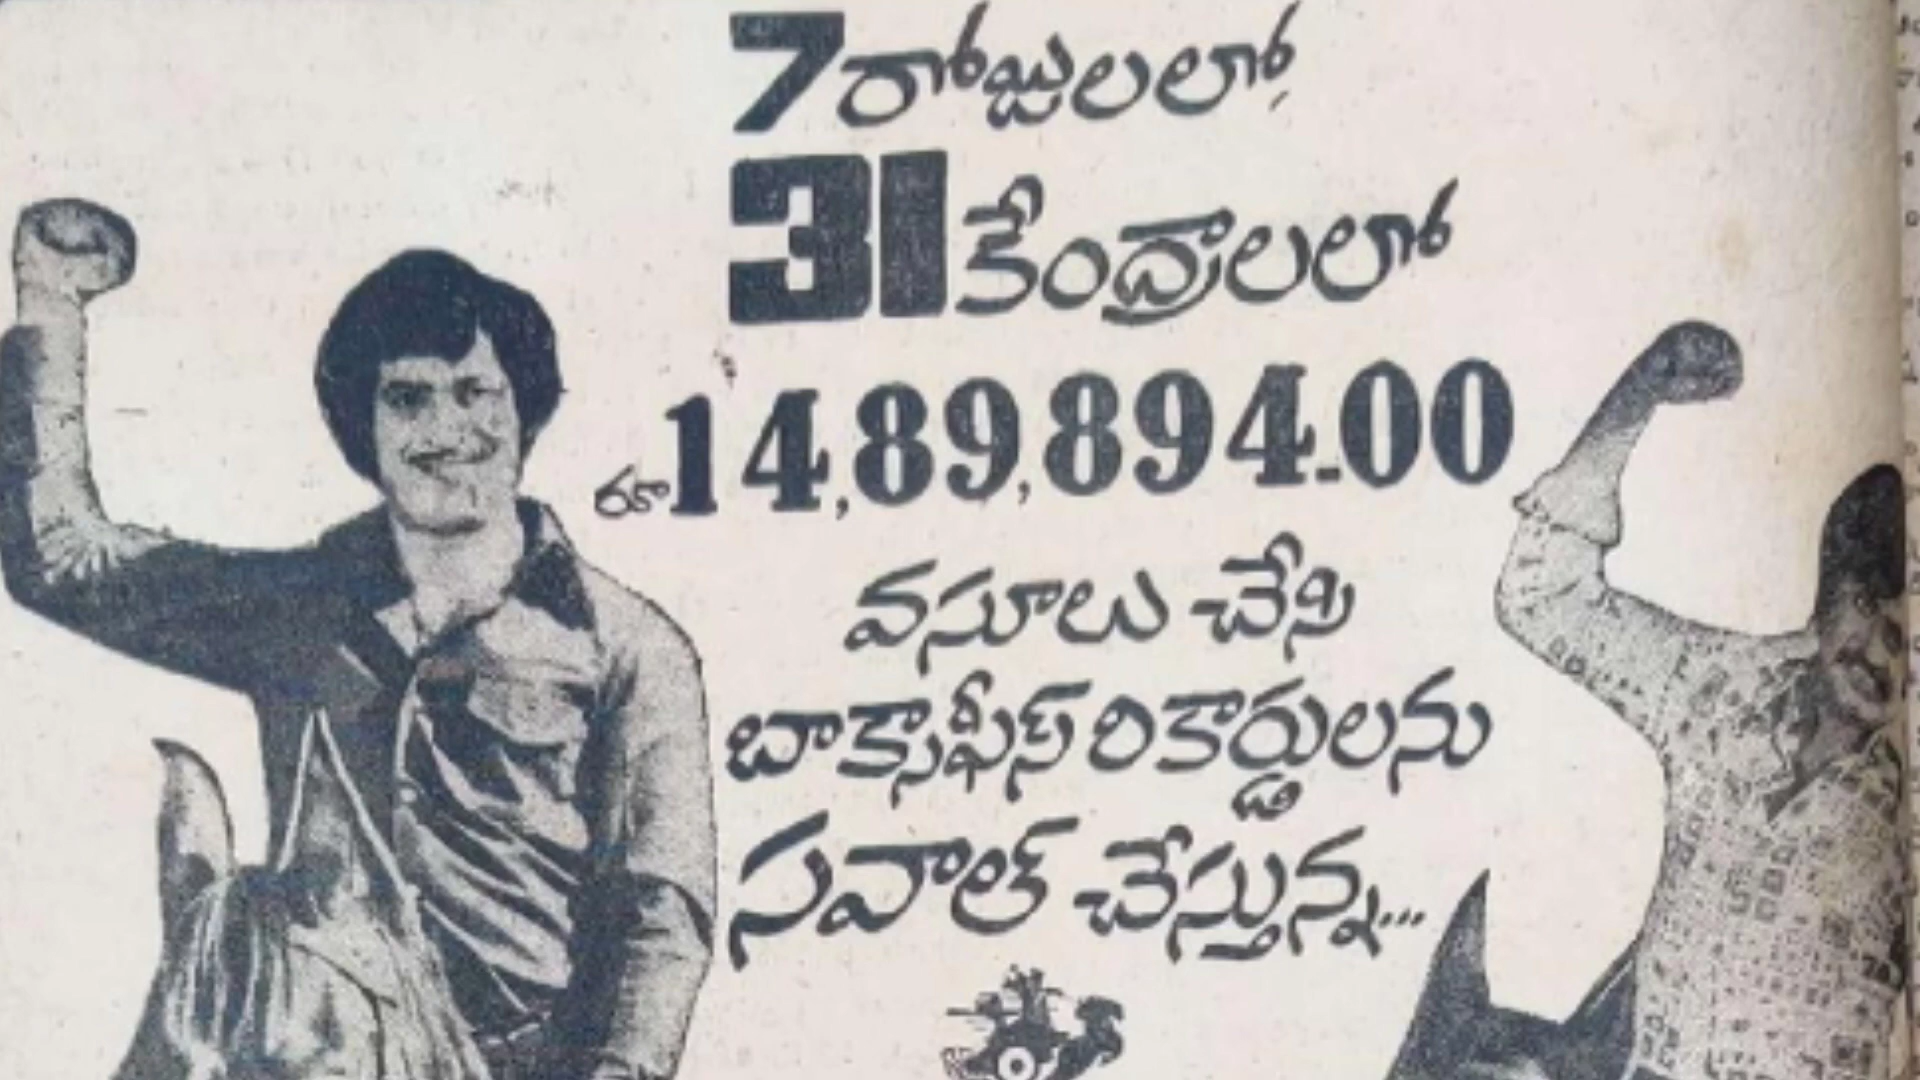 7 రోజులలో,
31 కేంద్రాలలో
రూ 14,89,894-00
వసూలు చేసి
బాక్సాఫీస్ రికార్డులను
సవాల్ చేస్తున్న...